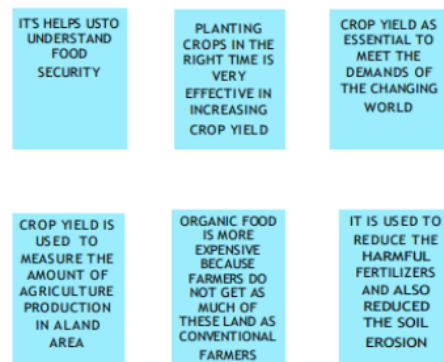 IT'S HELPS USTO
UNDERSTAND
FOOD
SECURITY
PLANTING
CROPS IN THE
RIGHT TIME IS
VERY
EFFECTIVE IN
INCREASING
CROP YIELD
CROP YIELD AS
ESSENTIAL TO
MEET THE
DEMANDS OF
THE CHANGING
WORLD
CROP YIELD IS
USED TO
MEASURE THE
AMOUNT OF
AGRICULTURE
PRODUCTION
IN ALAND
AREA
ORGANIC FOOD
IS MORE
EXPENSIVE
BECAUSE
FARMERS DO
NOT GET AS
MUCH OF
THESE LAND AS
CONVENTIONAL
FARMERS
IT IS USED TO
REDUCE THE
HARMFUL
FERTILIZERS
AND ALSO
REDUCED
THE SOIL
EROSION